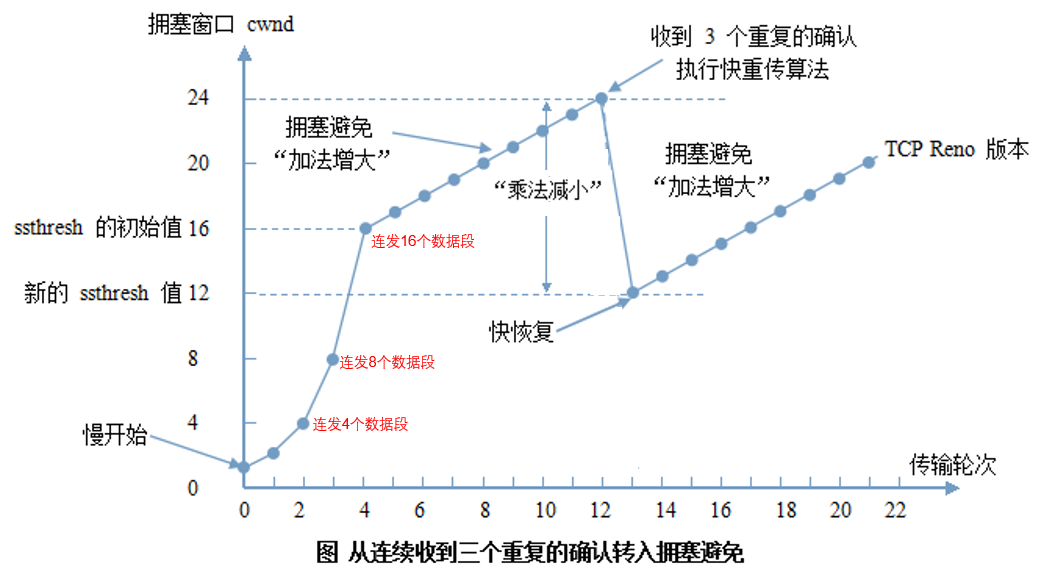 拥塞窗口 cwnd
收到 3 个重复的确认
执行快重传算法
24
拥塞避免
“加法增大”
拥塞避免
“加法增大”
TCP Reno 版本
20
“乘法减小”
ssthresh 的初始值 16
连发16个数据段
新的 ssthresh 值 12
快恢复
8
连发8个数据段
4
连发4个数据段
慢开始
传输轮次
0
0 2 4 6 8 10 12 14 16 18 20 22
图 从连续收到三个重复的确认转入拥塞避免